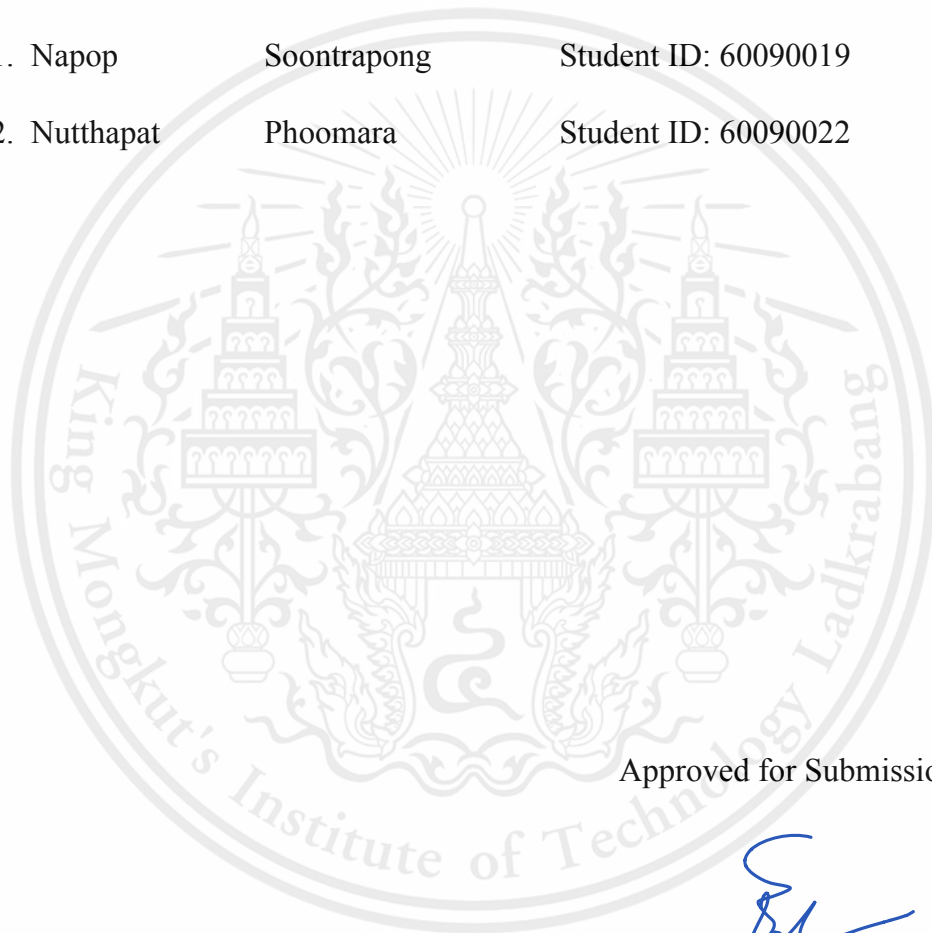 1. Napop Soontrapong Student ID: 60090019
2. Nutthapat Phoomara Student ID: 60090022
King Mongkut's Institute of Technology Ladkrabang
Approved for Submissio